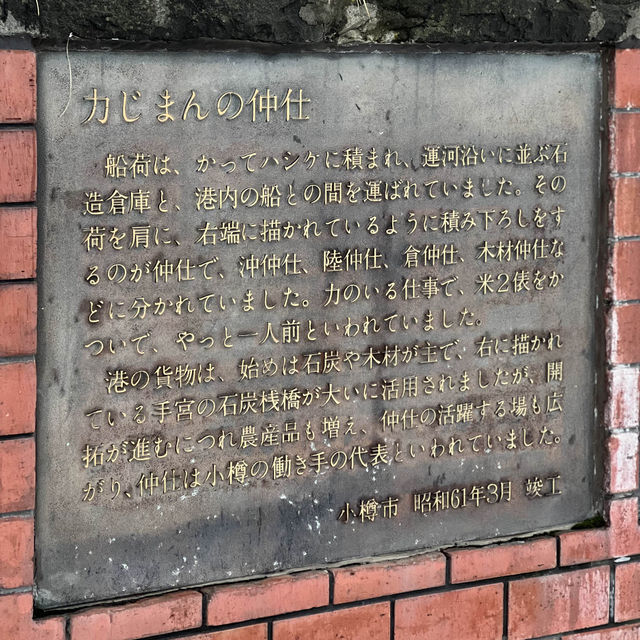 力じまんの仲仕
船荷は、かってハシケに積まれ、運河沿いに並ぶ石
造倉庫と、港内の船との間を運ばれていました。その
荷を肩に、右端に描かれているように積み下ろしをす
るのが仲仕で、沖仲仕、陸仲仕、倉仲仕、木材仲仕な
どに分かれていました。力のいる仕事で、米2俵をか
ついで、やっと一人前といわれていました。
港の貨物は、始めは石炭や木材が主で、右に描かれ
ている手宮の石炭桟橋が大いに活用されましたが、開
拓が進むにつれ農産品も増え、仲仕の活躍する場も広
がり、仲仕は小樽の働き手の代表といわれていました。
小樽市 昭和61年3月 竣工